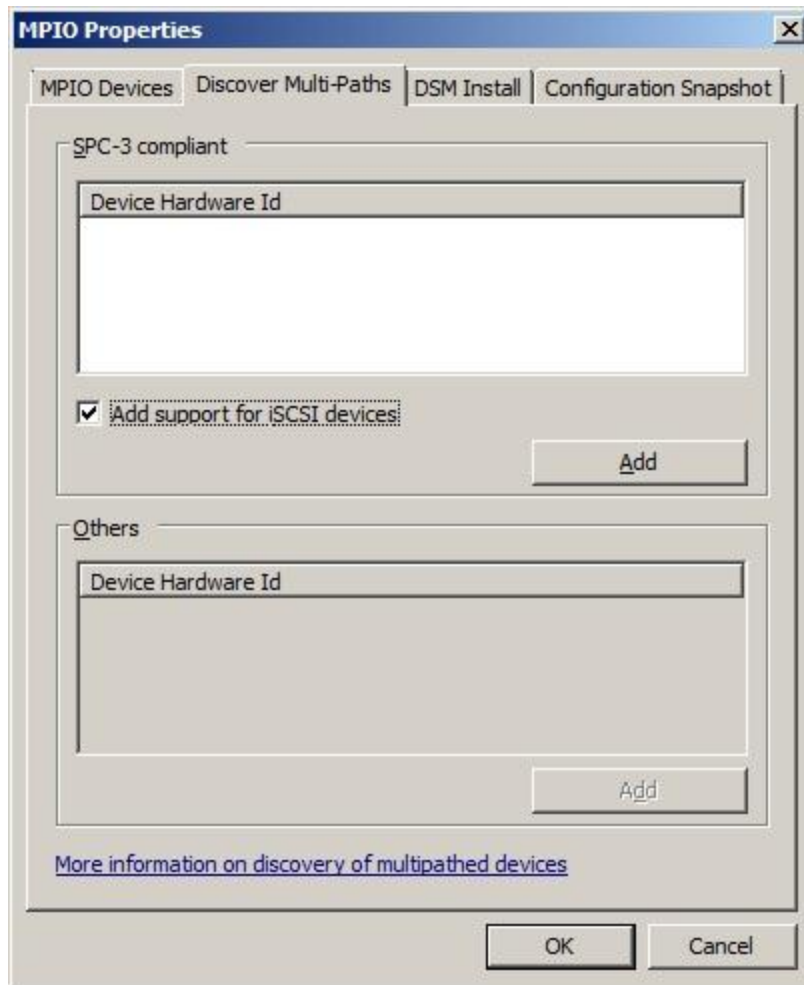 MPIO Properties
MPIO Devices Discover Multi-Paths DSM Install Configuration Snapshot
SPC-3 compliant
Device Hardware Id
Add support for iSCSI devices
Add
Others
Device Hardware Id
Add
More information on discovery of multipathed devices
OK Cancel